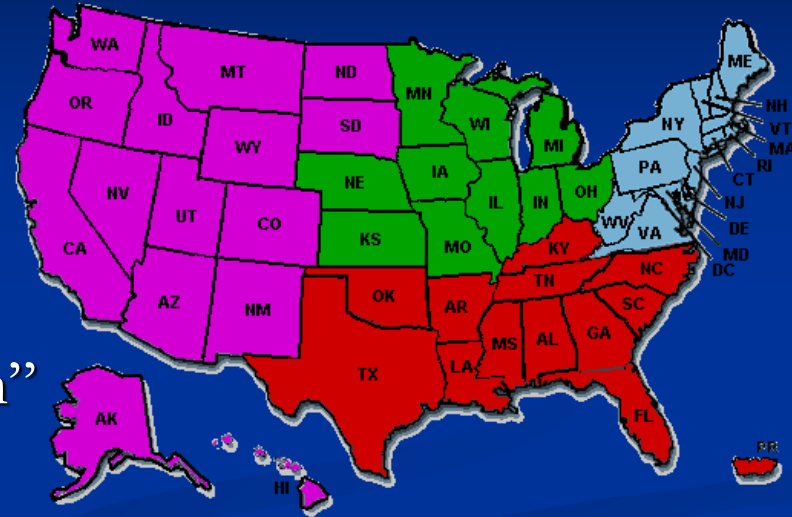 WA
MT
ND
MN
ME
OR
ID
SD
WI
MI
NY
NH
VT
MA
RI
CT
WY
IA
PA
NJ
NE
IL
IN
OH
DE
NV
UT
CO
WV
VA
MD
DC
CA
KS
MO
KY
AZ
NM
OK
AR
TN
NC
SC
MS
AL
GA
TX
LA
FL
a”
AK
HI
PR